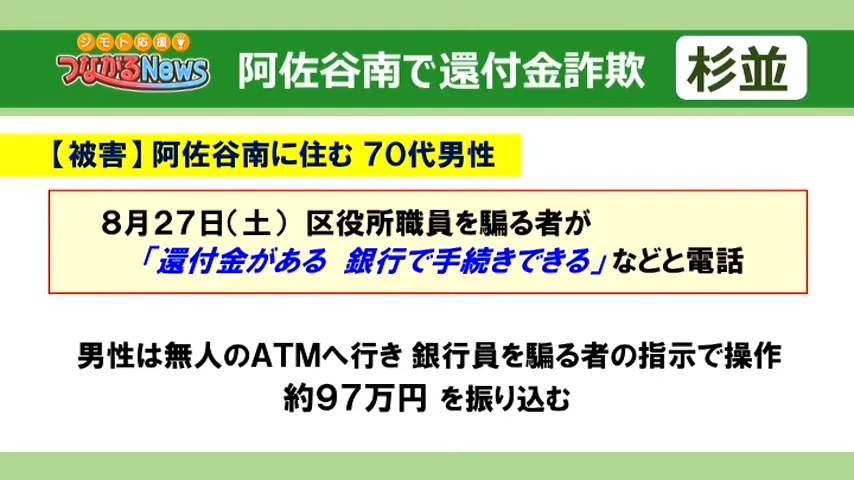 ジモト応援
つながるNews
阿佐谷南で還付金詐欺
杉並
【被害】阿佐谷南に住む 70代男性
8月27日(土) 区役所職員を騙る者が
「還付金がある 銀行で手続きできる」などと電話
男性は無人のATMへ行き 銀行員を騙る者の指示で操作
約97万円 を振り込む